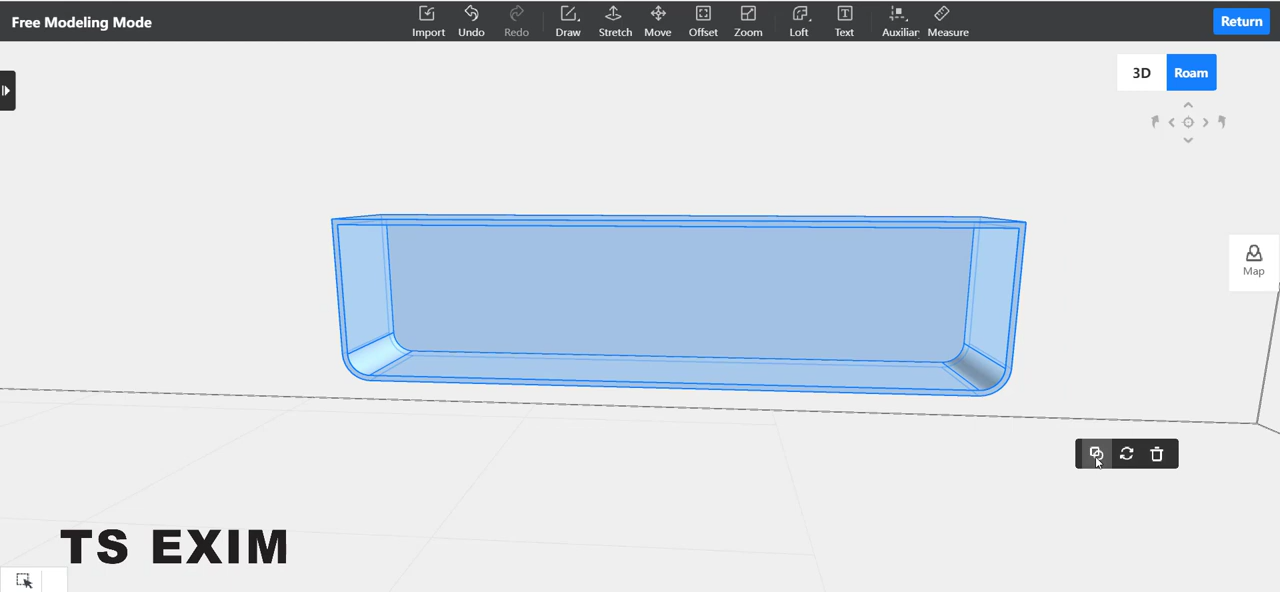 Free Modeling Mode
Import Undo Redo Draw Stretch Move Offset Zoom Loft Text Auxiliar Measure
Return
3D Roam
Map
TS EXIM